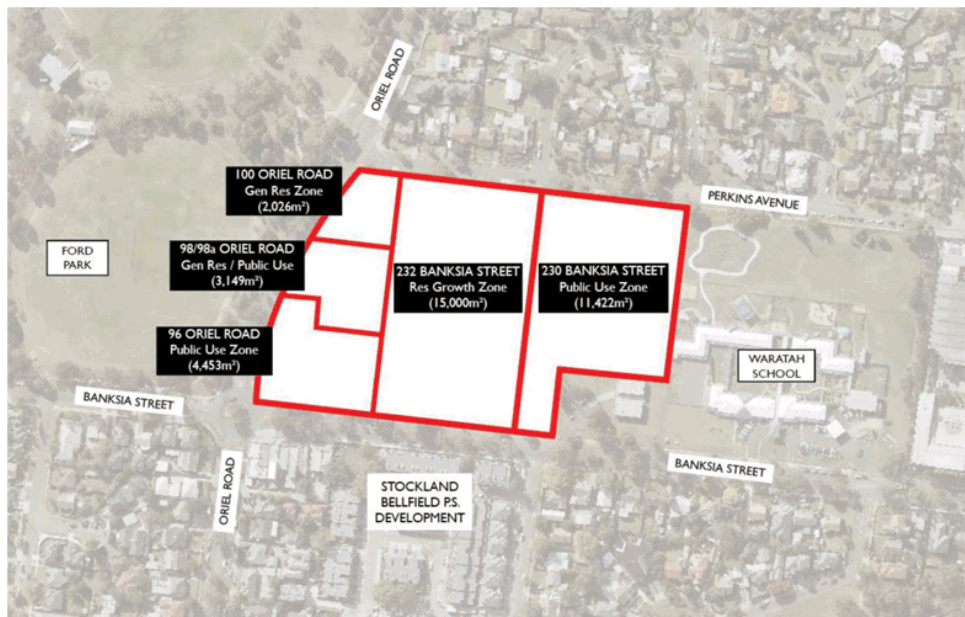 ORIEL ROAD
100 ORIEL ROAD
Gen Res Zone
(2,026m²)
PERKINS AVENUE
FORD
PARK
98/98a ORIEL ROAD
Gen Res / Public Use
(3,149m²)
232 BANKSIA STREET
Res Growth Zone
(15,000m²)
230 BANKSIA STREET
Public Use Zone
(11,422m²)
96 ORIEL ROAD
Public Use Zone
(4,453m²)
WARATAH
SCHOOL
BANKSIA STREET
ORIEL ROAD
STOCKLAND
BELLFIELD P.S.
DEVELOPMENT
BANKSIA STREET